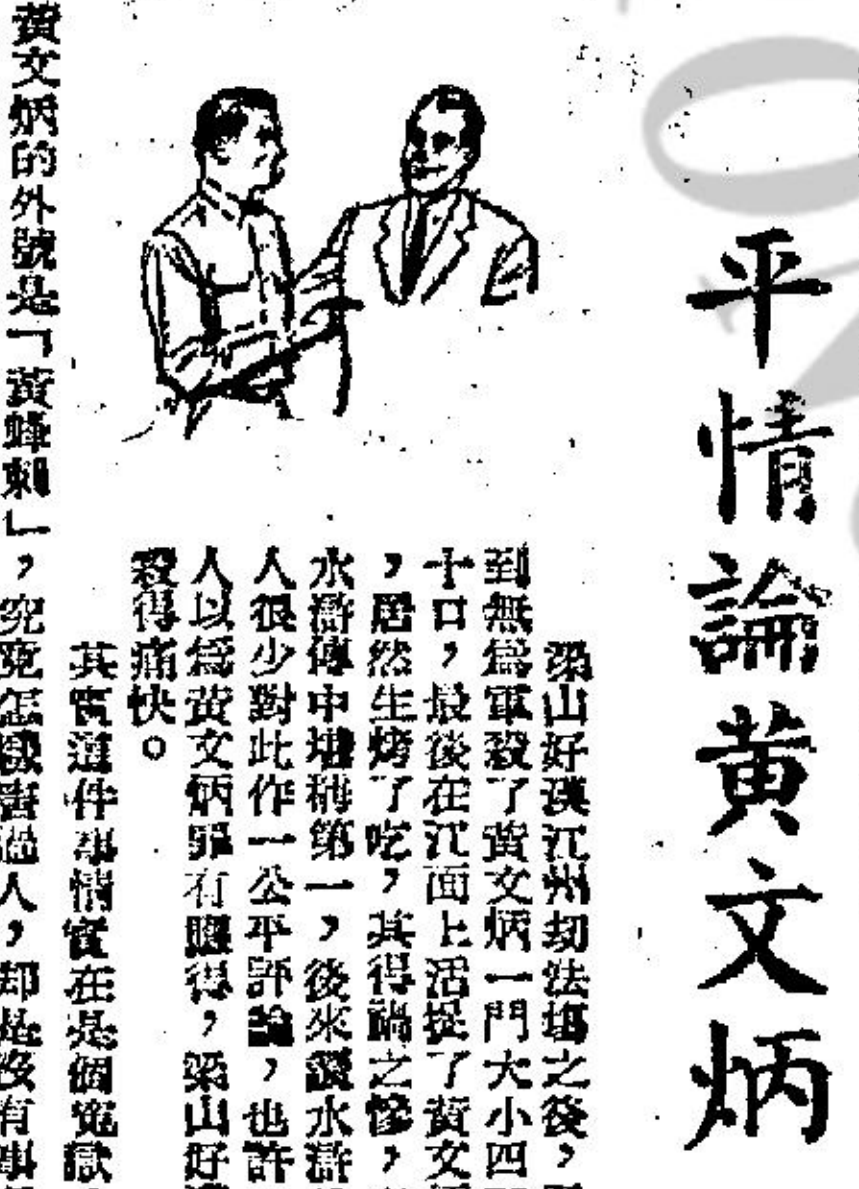 平情論黃文炳
梁山好漢江州刼法場之後，
到無爲軍殺了黃文炳一門大小四
十口，最後在江面上活捉了黃文
，居然生烤了吃，其得禍之慘，
水滸傳中堪稱第一，後來讀水滸
人很少對此作一公平評論，也許
人以爲黃文炳罪有應得，梁山好
殺得痛快。
其實這件事情實在是個寃獄
黃文炳的外號是「黃蜂刺」，究竟怎樣害過人，却是沒有事